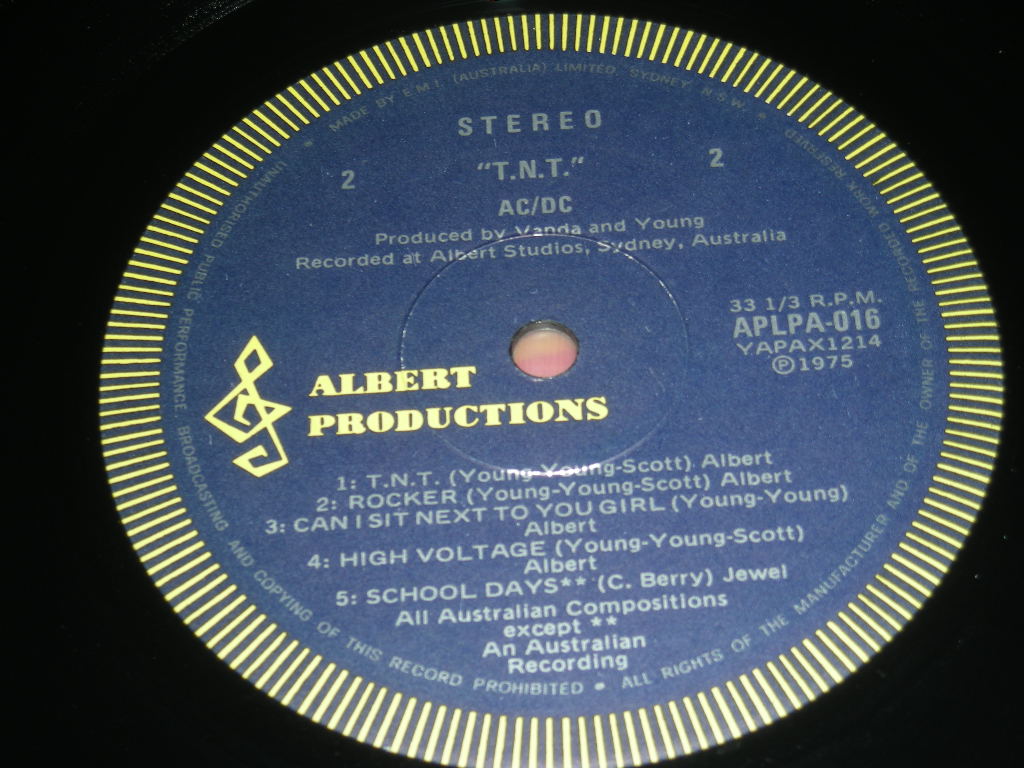 MADE BY E.M.I. (AUSTRALIA) LIMITED, SYDNEY, N.S.W. •
STEREO
2 "T.N.T." 2
AC/DC
Produced by Vanda and Young
Recorded at Albert Studios, Sydney, Australia
33 1/3 R.P.M.
APLPA-016
YAPAX1214
Ⓟ1975
ALBERT
PRODUCTIONS
1: T.N.T. (Young-Young-Scott) Albert
2: ROCKER (Young-Young-Scott) Albert
3: CAN I SIT NEXT TO YOU GIRL (Young-Young)
Albert
4: HIGH VOLTAGE (Young-Young-Scott)
Albert
5: SCHOOL DAYS** (C. Berry) Jewel
All Australian Compositions
except **
An Australian
Recording
UNAUTHORISED PUBLIC PERFORMANCE, BROADCASTING AND COPYING OF THIS RECORD PROHIBITED • ALL RIGHTS OF THE MANUFACTURER AND OF THE OWNER OF THE RECORDED WORK RESERVED